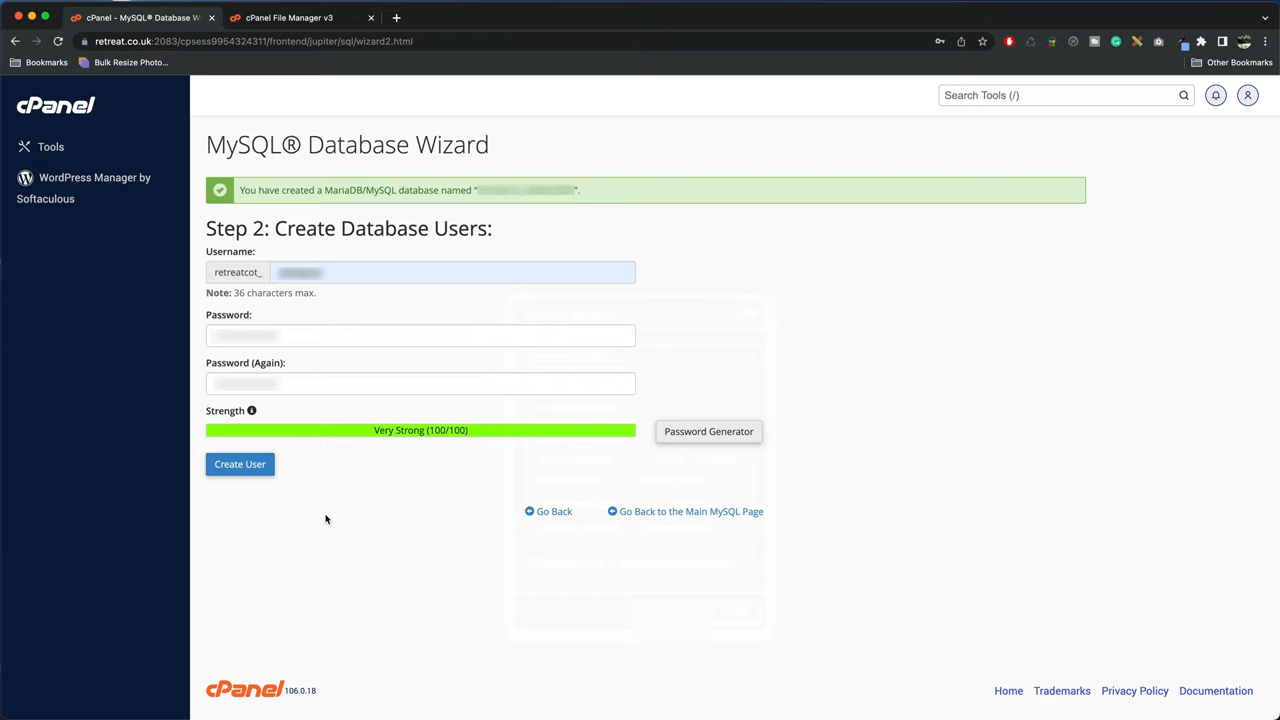 cPanel - MySQL® Database W
cPanel File Manager v3
retreat.co.uk:2083/cpsess9954324311/frontend/jupiter/sql/wizard2.html
Bookmarks
Bulk Resize Photo...
Other Bookmarks
cPanel
Search Tools (/)
Tools
WordPress Manager by
Softaculous
MySQL® Database Wizard
You have created a MariaDB/MySQL database named “ ”.
Step 2: Create Database Users:
Username:
retreatcot_
Note: 36 characters max.
Password:
Password (Again):
Strength
Very Strong (100/100)
Password Generator
Create User
Go Back
Go Back to the Main MySQL Page
cPanel 106.0.18
Home
Trademarks
Privacy Policy
Documentation